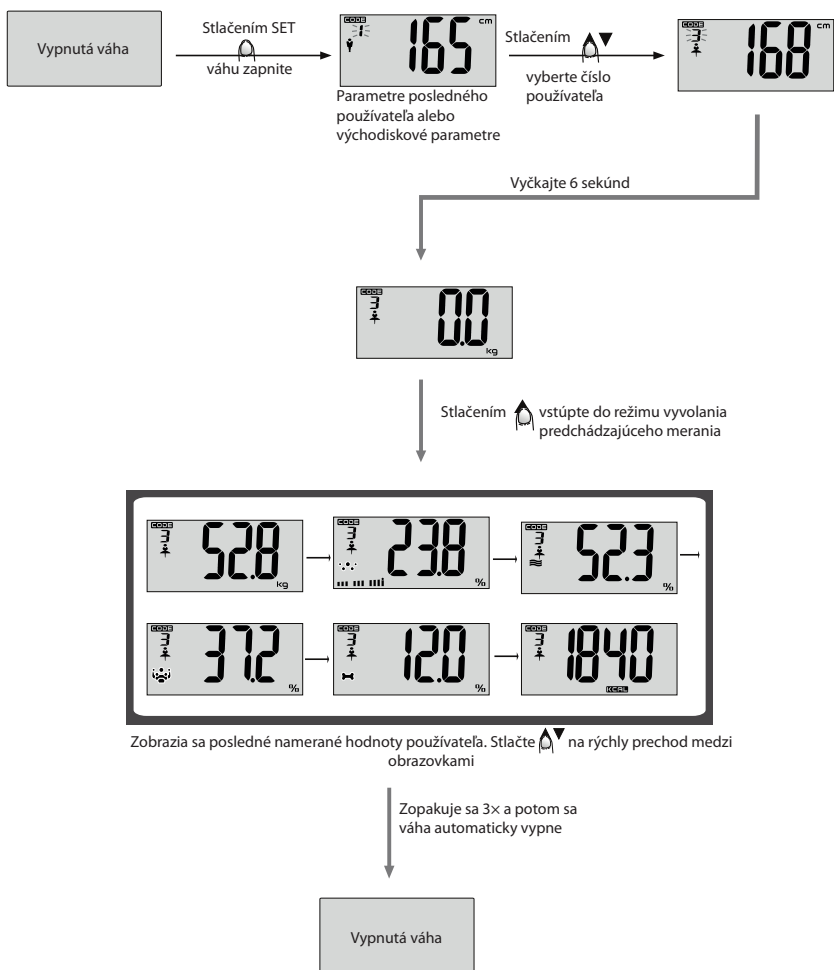 Vypnutá váha
Stlačením SET
váhu zapnite
CODE
1
165 cm
Parametre posledného
používateľa alebo
východiskové parametre
Stlačením
vyberte číslo
používateľa
CODE
3
168 cm
Vyčkajte 6 sekúnd
CODE
3
0.0 kg
Stlačením vstúpte do režimu vyvolania
predchádzajúceho merania
CODE
3
52.8 kg
CODE
3
23.8 %
CODE
3
52.3 %
CODE
3
37.2 %
CODE
3
12.0 %
CODE
3
1840
KCAL
Zobrazia sa posledné namerané hodnoty používateľa. Stlačte na rýchly prechod medzi
obrazovkami
Zopakuje sa 3× a potom sa
váha automaticky vypne
Vypnutá váha